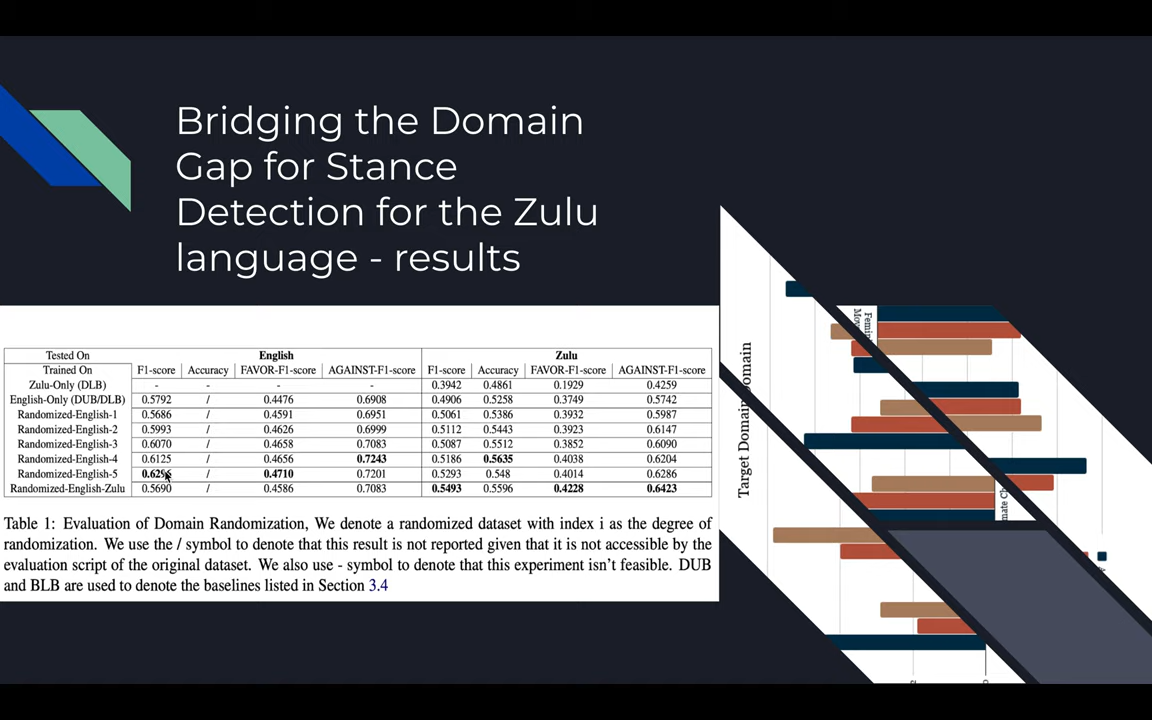 Bridging the Domain
Gap for Stance
Detection for the Zulu
language - results
Tested On English Zulu
Trained On F1-score Accuracy FAVOR-F1-score AGAINST-F1-score F1-score Accuracy FAVOR-F1-score AGAINST-F1-score
Zulu-Only (DLB) - - - - 0.3942 0.4861 0.1929 0.4259
English-Only (DUB/DLB) 0.5792 / 0.4476 0.6908 0.4906 0.5258 0.3749 0.5742
Randomized-English-1 0.5686 / 0.4591 0.6951 0.5061 0.5386 0.3932 0.5987
Randomized-English-2 0.5993 / 0.4626 0.6999 0.5112 0.5443 0.3923 0.6147
Randomized-English-3 0.6070 / 0.4658 0.7083 0.5087 0.5512 0.3852 0.6090
Randomized-English-4 0.6125 / 0.4656 0.7243 0.5186 0.5635 0.4038 0.6204
Randomized-English-5 / 0.4710 0.7201 0.5293 0.548 0.4014 0.6286
Randomized-English-Zulu 0.5690 / 0.4586 0.7083 0.5493 0.5596 0.4228 0.6423
Table 1: Evaluation of Domain Randomization, We denote a randomized dataset with index i as the degree of
randomization. We use the / symbol to denote that this result is not reported given that it is not accessible by the
evaluation script of the original dataset. We also use - symbol to denote that this experiment isn't feasible. DUB
and BLB are used to denote the baselines listed in Section 3.4
Target Domain